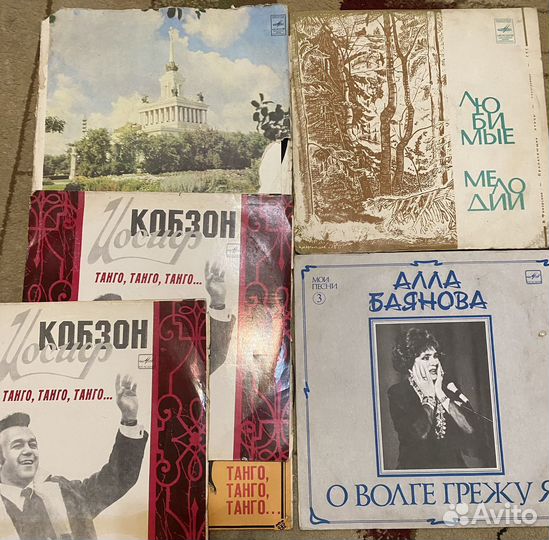 ЛЮ
БИ
МЫЕ
МЕ
ЛО
ДИИ
Иосиф
КОБЗОН
ТАНГО, ТАНГО, ТАНГО...
Иосиф
КОБЗОН
ТАНГО, ТАНГО, ТАНГО...
ТАНГО,
ТАНГО,
ТАНГО...
МОИ
ПЕСНИ
3
АЛЛА
БАЯНОВА
О ВОЛГЕ ГРЕЖУ Я
Avito